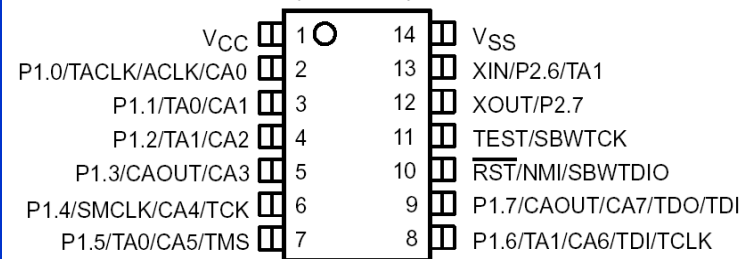 VCC 1 14 VSS
P1.0/TACLK/ACLK/CA0 2 13 XIN/P2.6/TA1
P1.1/TA0/CA1 3 12 XOUT/P2.7
P1.2/TA1/CA2 4 11 TEST/SBWTCK
P1.3/CAOUT/CA3 5 10 RST/NMI/SBWTDIO
P1.4/SMCLK/CA4/TCK 6 9 P1.7/CAOUT/CA7/TDO/TDI
P1.5/TA0/CA5/TMS 7 8 P1.6/TA1/CA6/TDI/TCLK